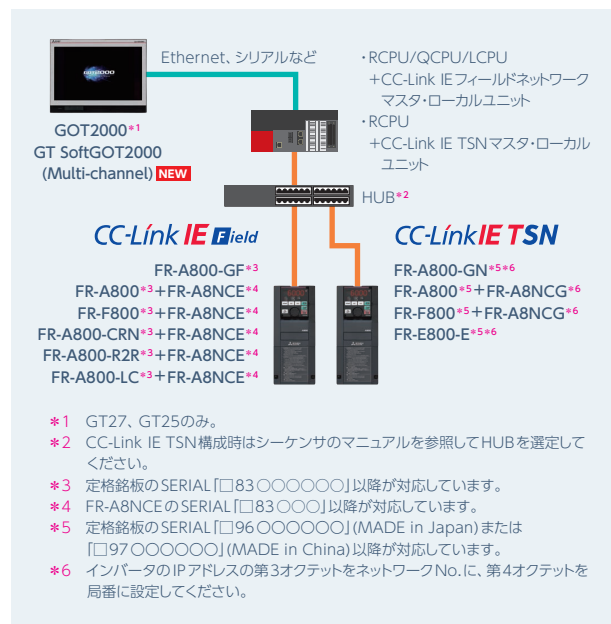 GOT2000
Ethernet、シリアルなど
・RCPU/QCPU/LCPU
+CC-Link IEフィールドネットワーク
マスタ・ローカルユニット
・RCPU
+CC-Link IE TSNマスタ・ローカル
ユニット
GOT2000*1
GT SoftGOT2000
(Multi-channel) NEW
HUB*2
CC-Link IE Field
FR-A800-GF*3
FR-A800*3+FR-A8NCE*4
FR-F800*3+FR-A8NCE*4
FR-A800-CRN*3+FR-A8NCE*4
FR-A800-R2R*3+FR-A8NCE*4
FR-A800-LC*3+FR-A8NCE*4
CC-Link IE TSN
FR-A800-GN*5*6
FR-A800*5+FR-A8NCG*6
FR-F800*5+FR-A8NCG*6
FR-E800-E*5*6
*1 GT27、GT25のみ。
*2 CC-Link IE TSN構成時はシーケンサのマニュアルを参照してHUBを選定して
ください。
*3 定格銘板のSERIAL「□83○○○○○○」以降が対応しています。
*4 FR-A8NCEのSERIAL「□83○○○」以降が対応しています。
*5 定格銘板のSERIAL「□96○○○○○○」(MADE in Japan)または
「□97○○○○○○」(MADE in China)以降が対応しています。
*6 インバータのIPアドレスの第3オクテットをネットワークNo.に、第4オクテットを
局番に設定してください。